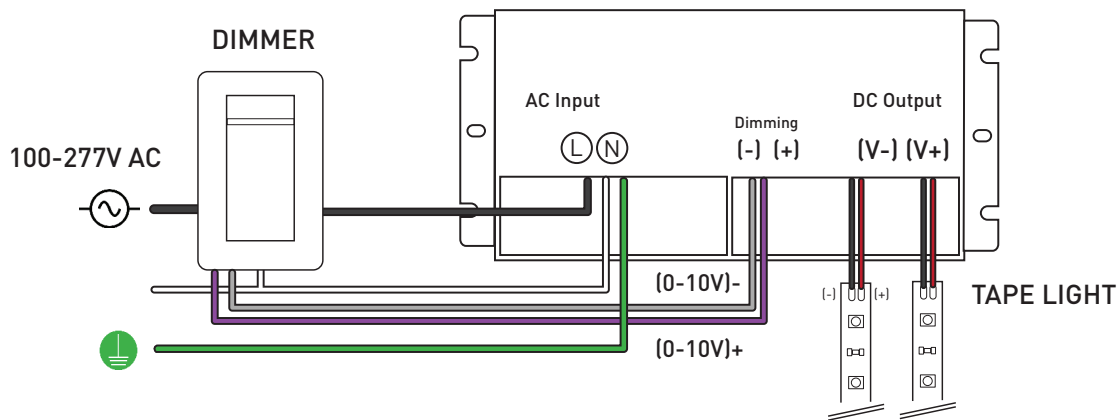 DIMMER
AC Input
DC Output
Dimming
L N
(-) (+)
(V-) (V+)
100-277V AC
(0-10V)-
(-)
(+)
TAPE LIGHT
(0-10V)+